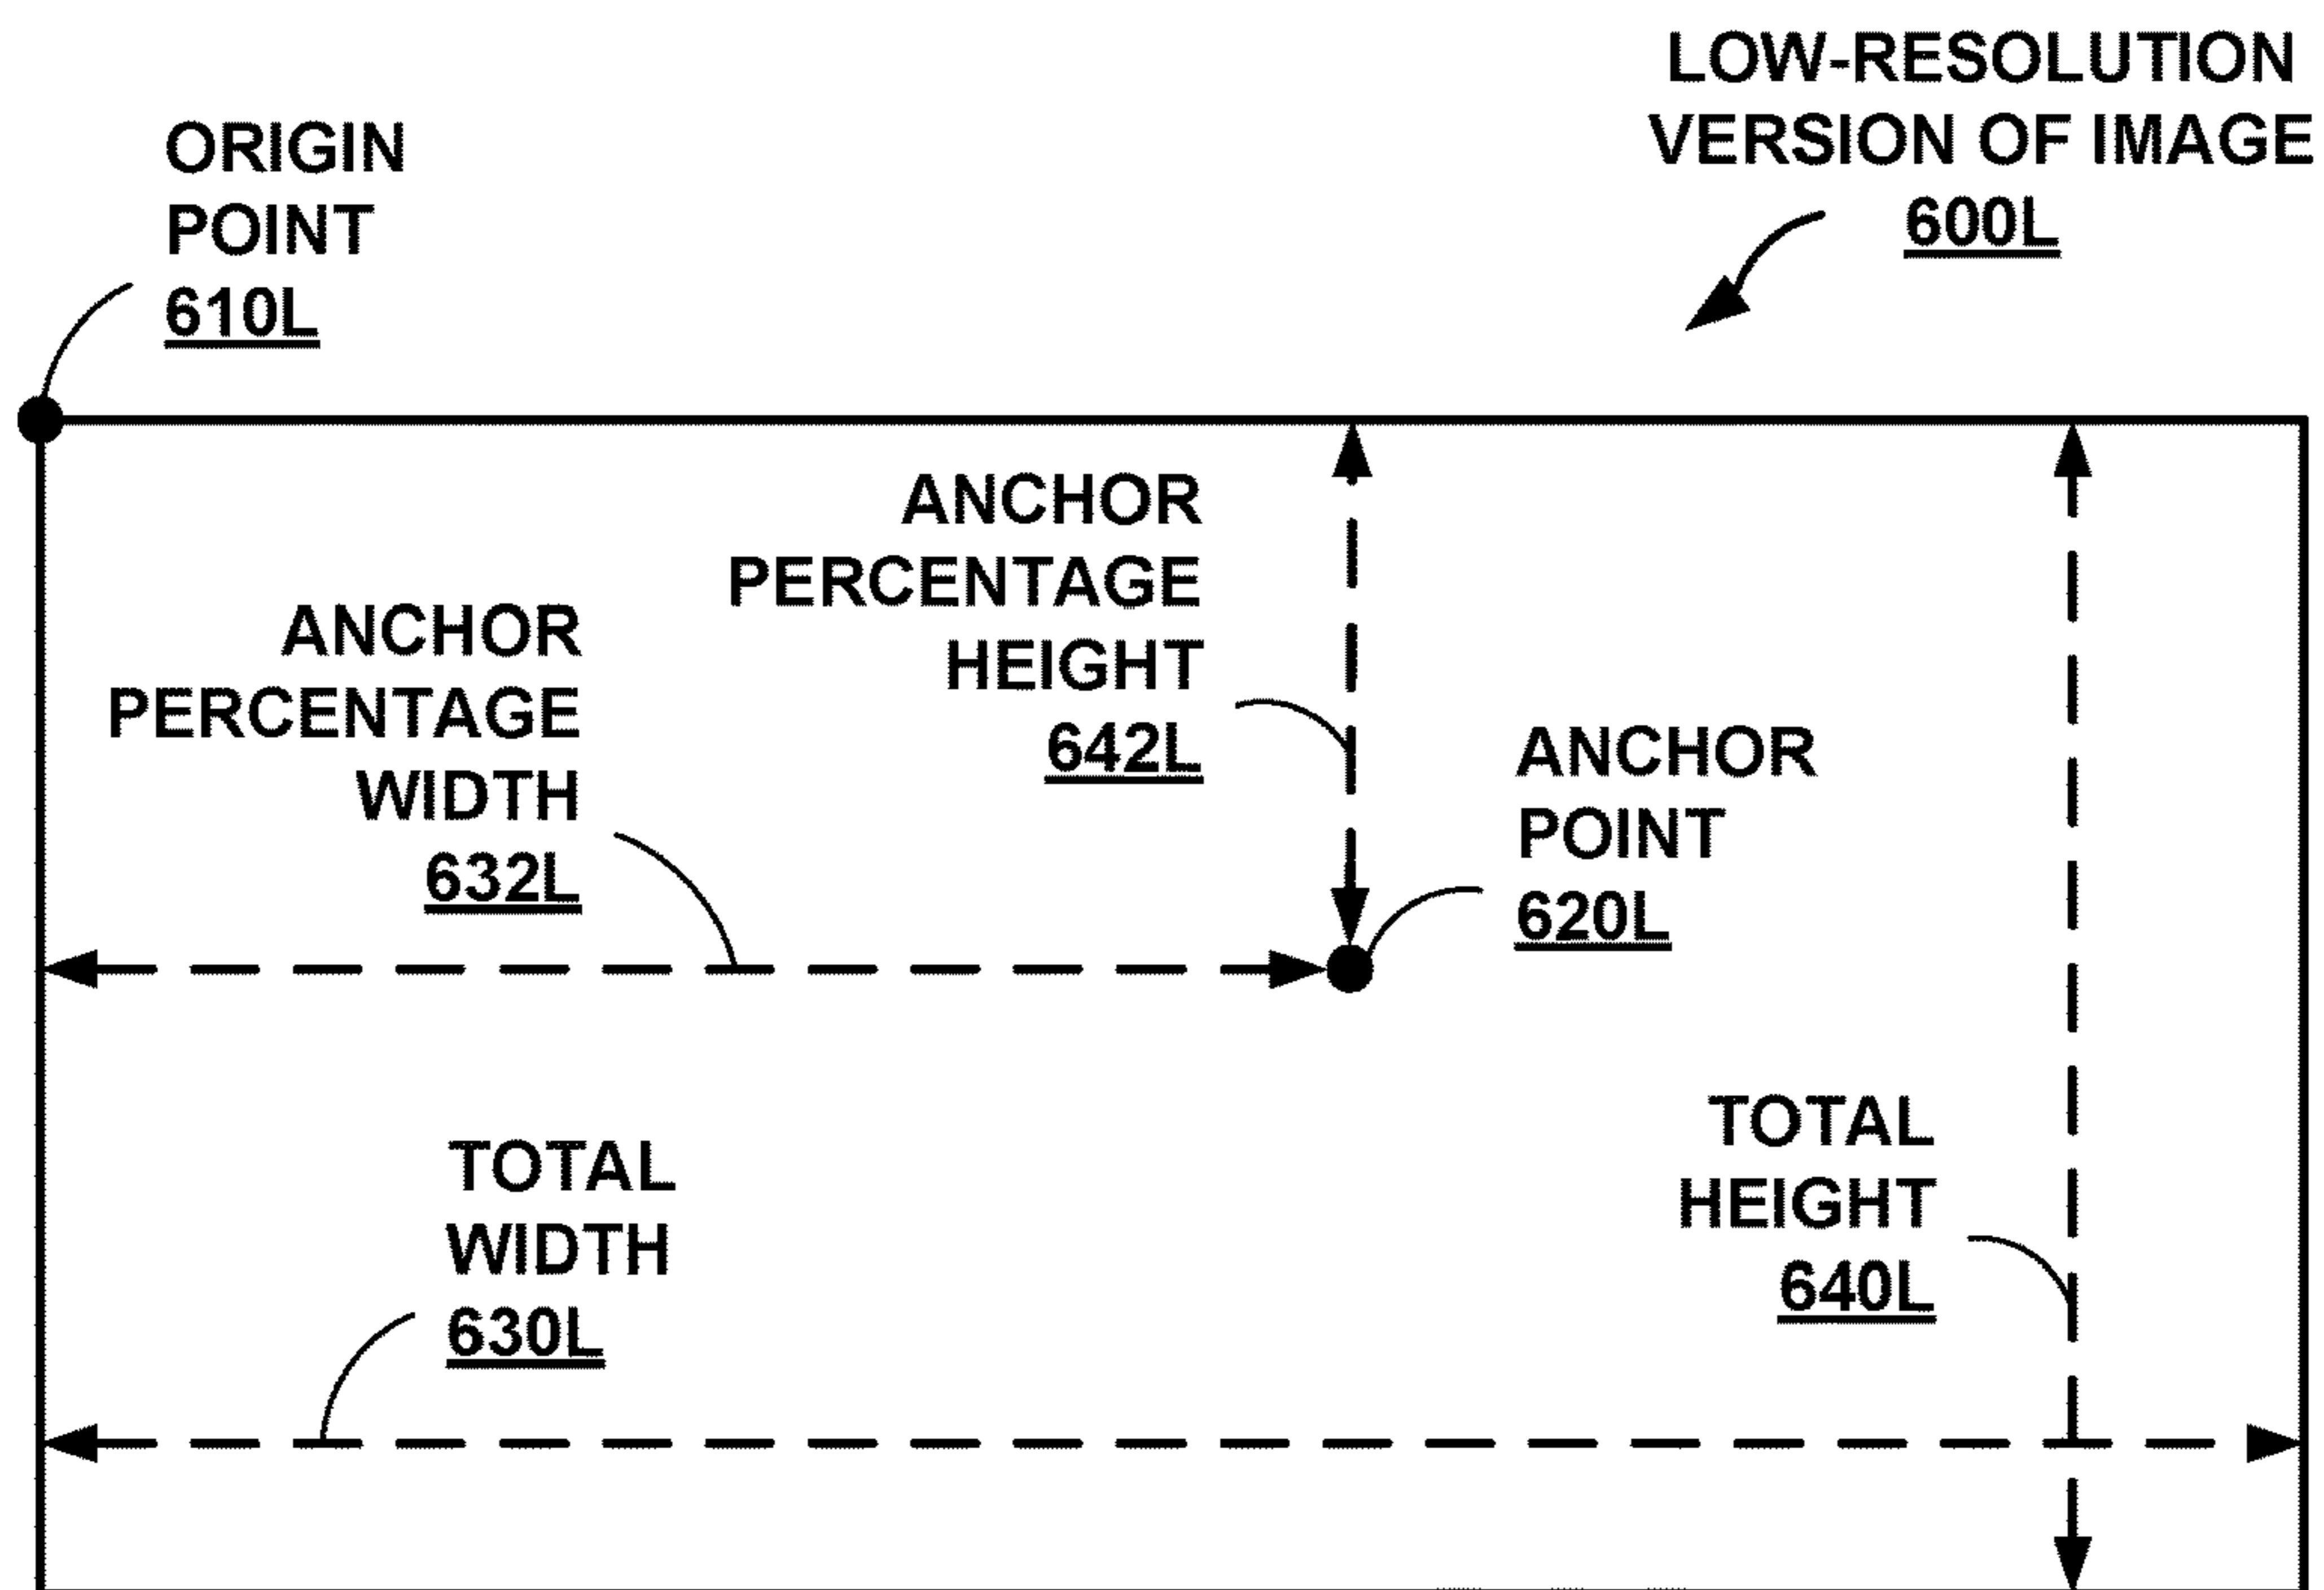 LOW-RESOLUTION
VERSION OF IMAGE
600L
ORIGIN
POINT
610L
ANCHOR
PERCENTAGE
HEIGHT
642L
ANCHOR
PERCENTAGE
WIDTH
632L
ANCHOR
POINT
620L
TOTAL
WIDTH
630L
TOTAL
HEIGHT
640L